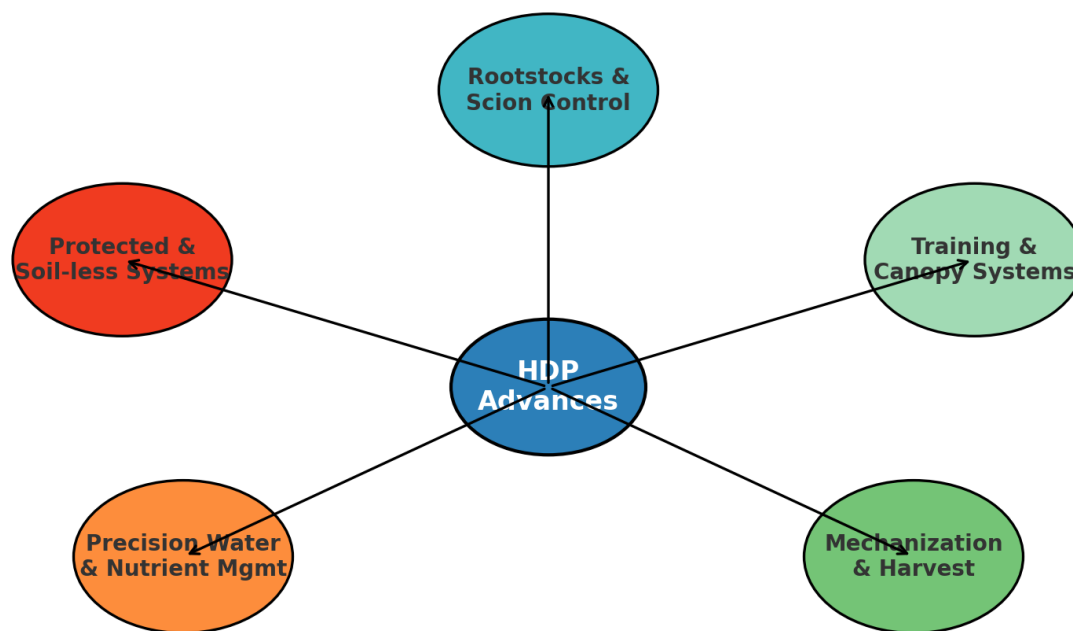 Rootstocks &
Scion Control
Protected &
Soil-less Systems
Training &
Canopy Systems
HDP
Advances
Precision Water
& Nutrient Mgmt
Mechanization
& Harvest